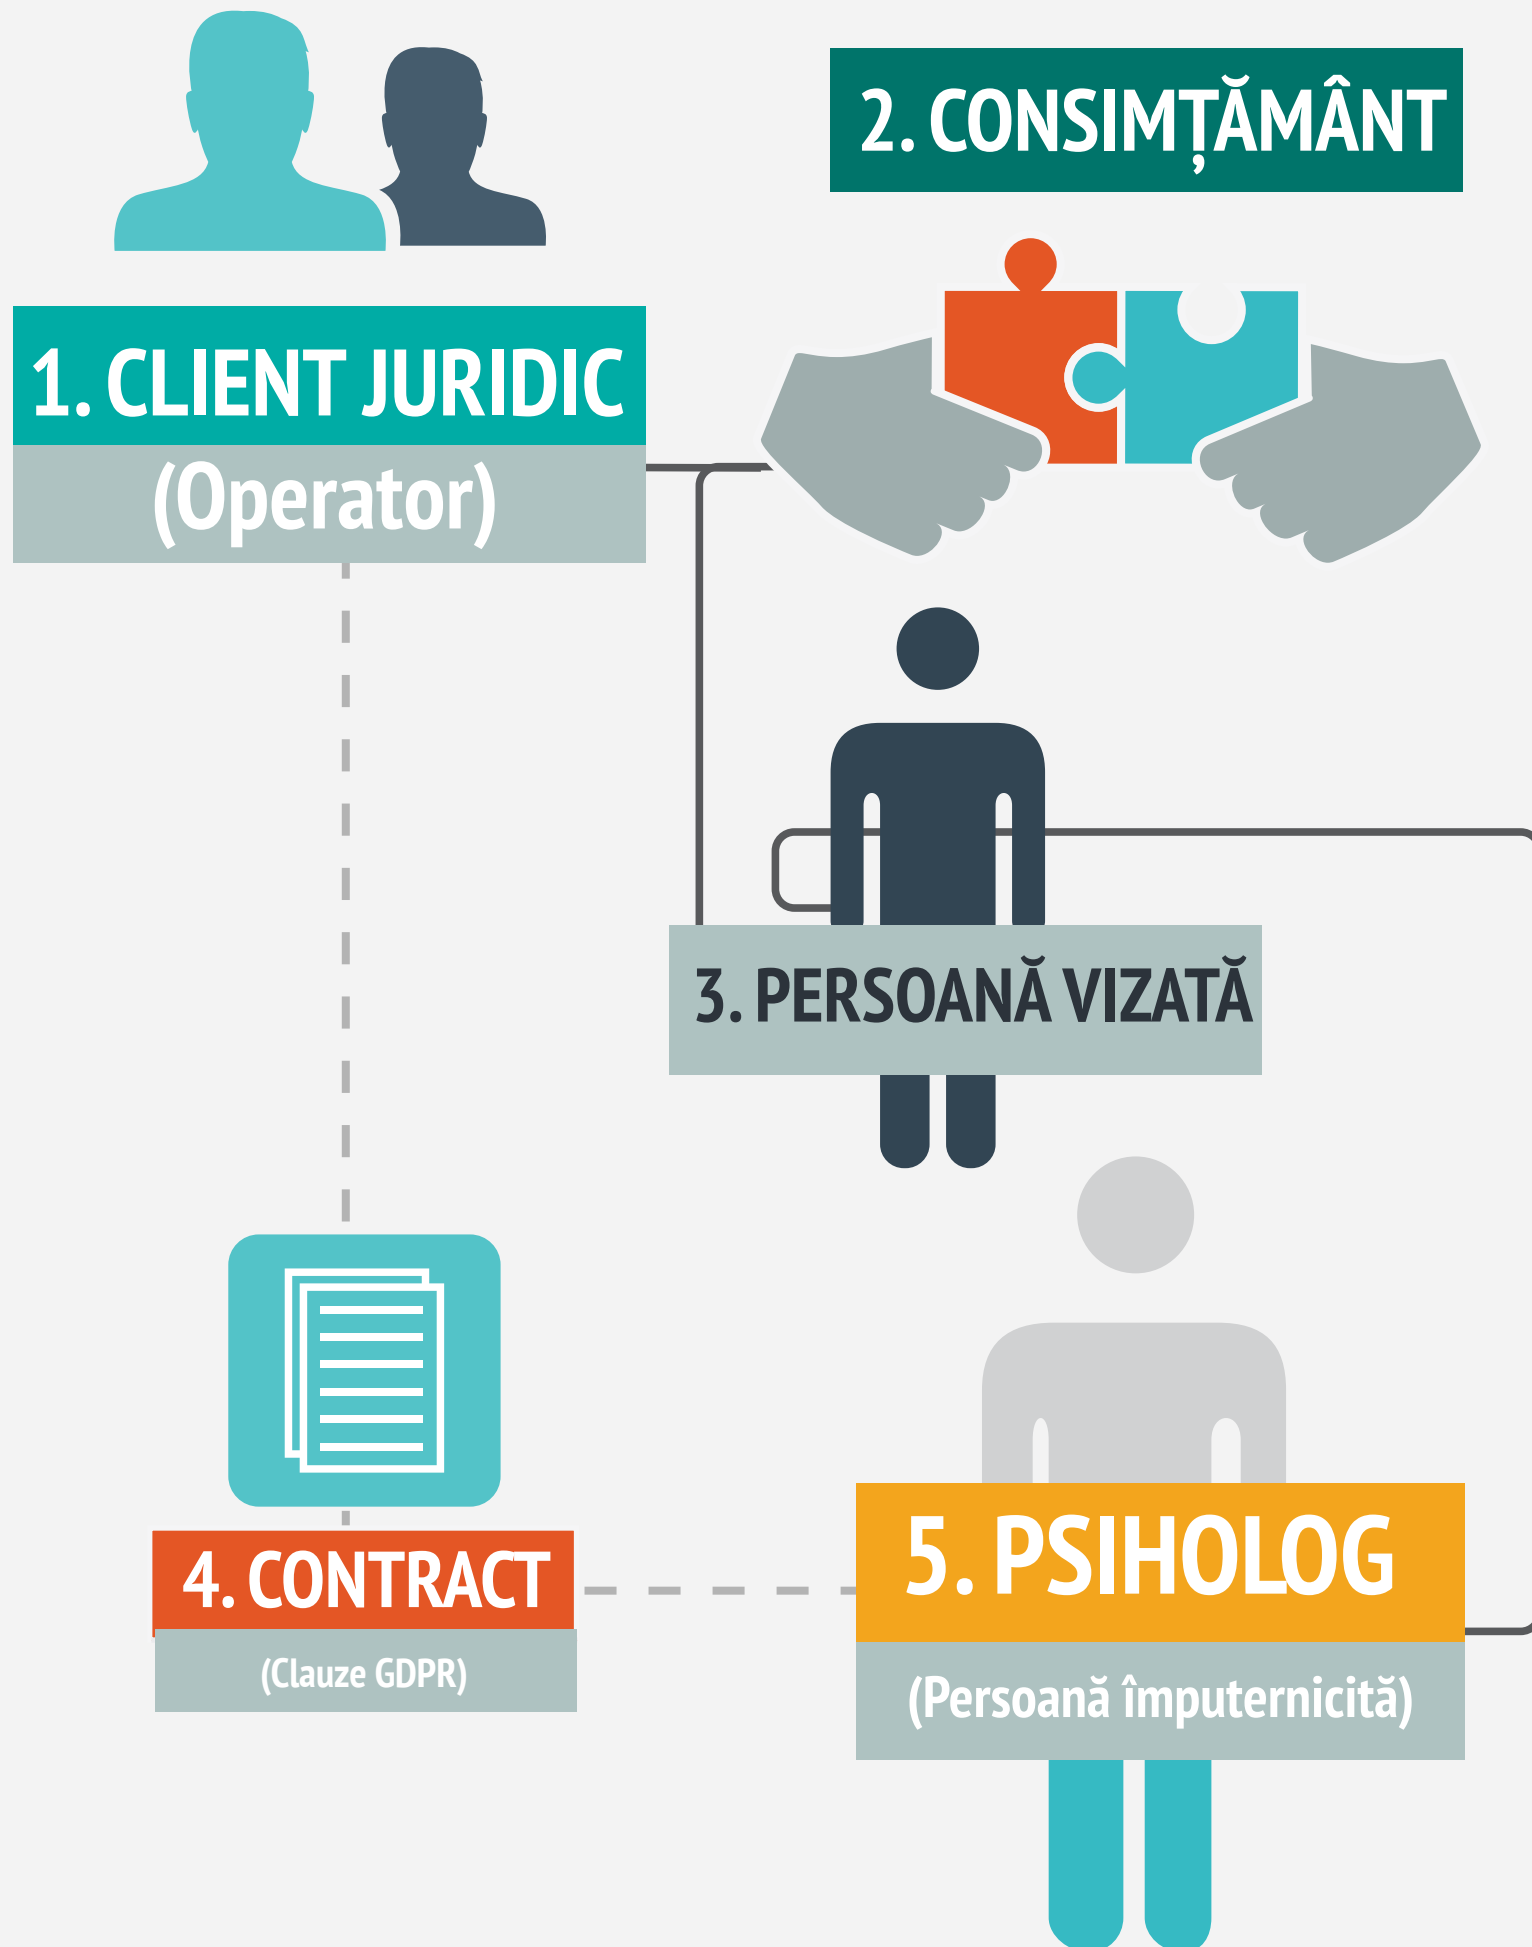 1. CLIENT JURIDIC
(Operator)
2. CONSIMȚĂMÂNT
3. PERSOANĂ VIZATĂ
4. CONTRACT
(Clauze GDPR)
5. PSIHOLOG
(Persoană împuternicită)